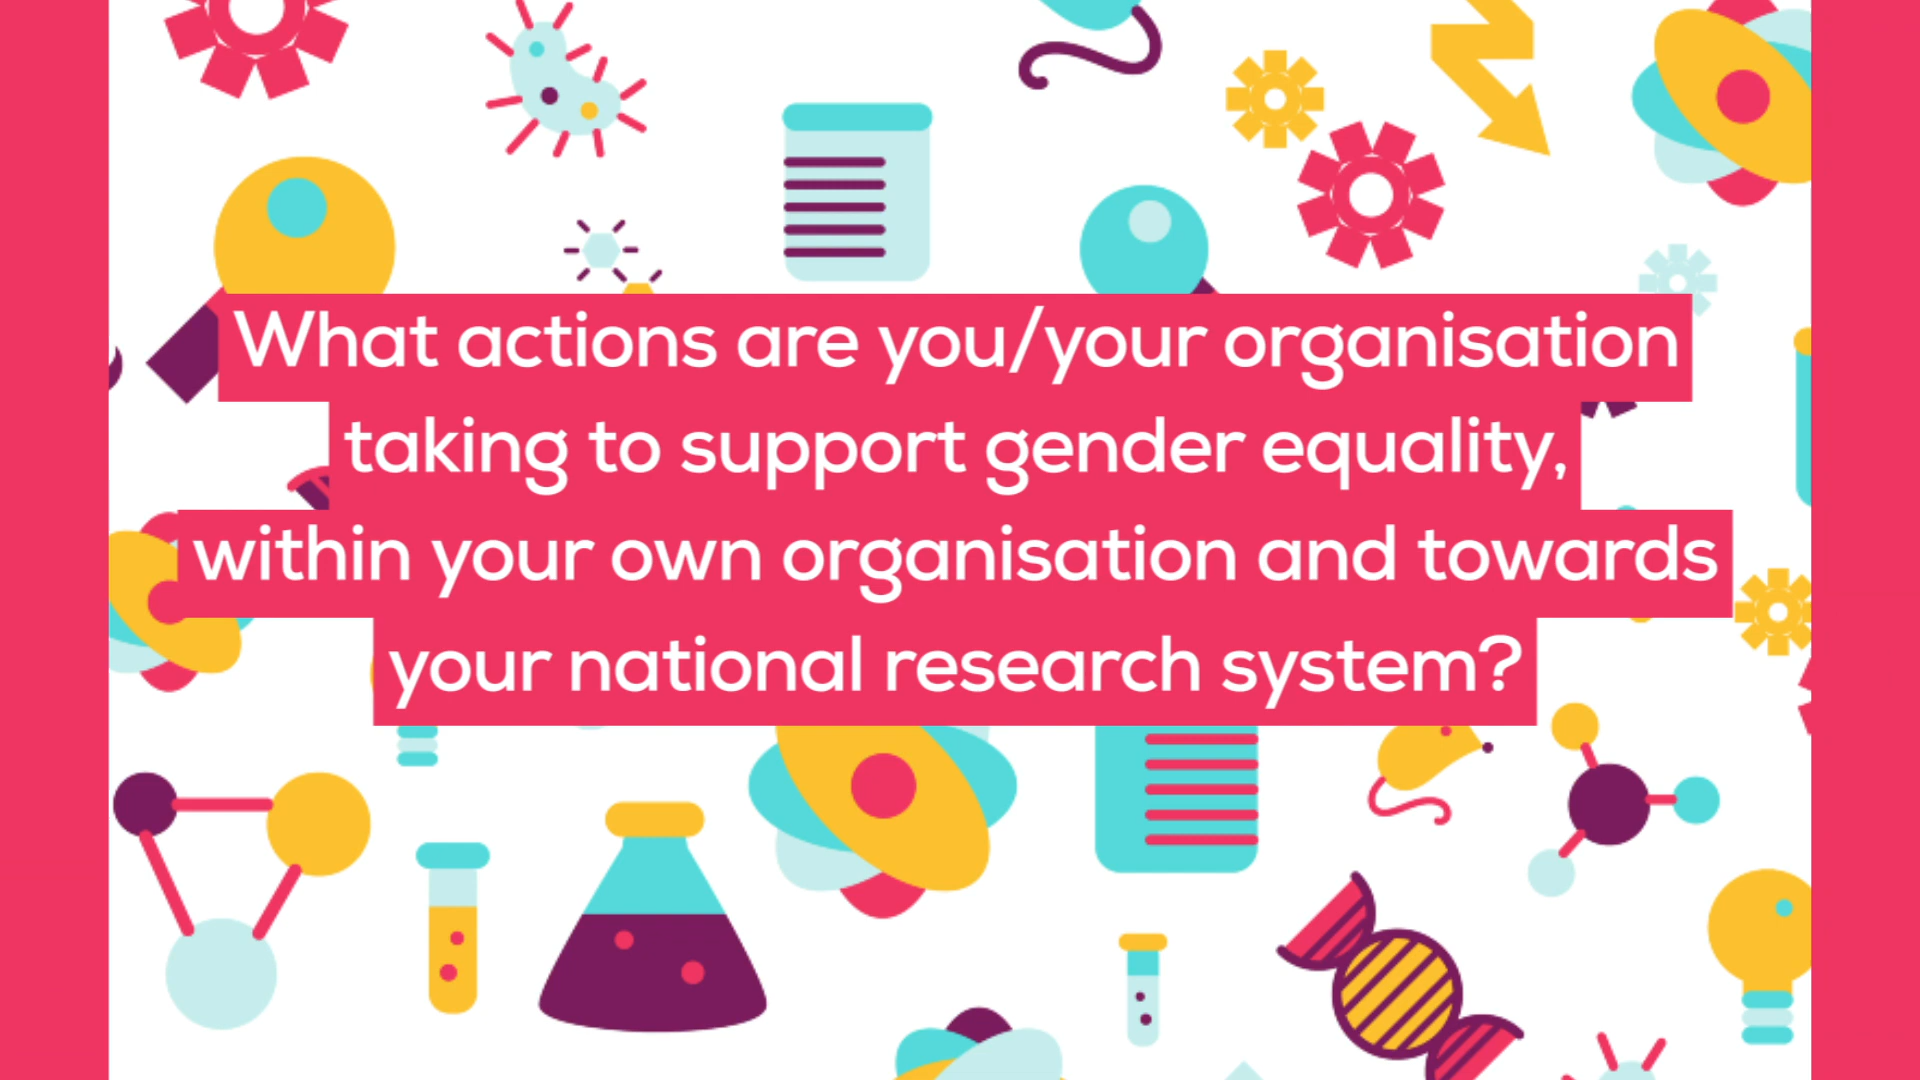 What actions are you/your organisation
taking to support gender equality,
within your own organisation and towards
your national research system?